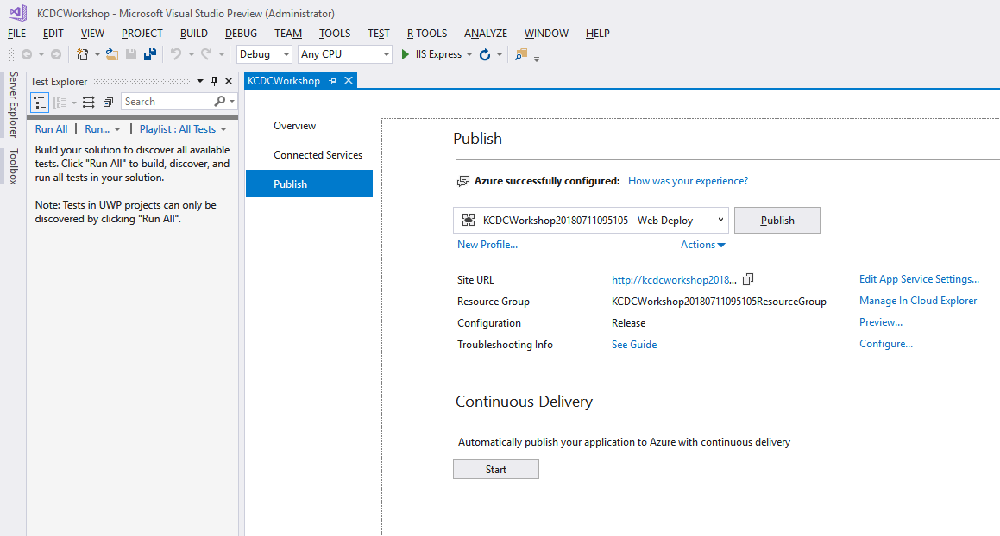 KCDCWorkshop - Microsoft Visual Studio Preview (Administrator)
FILE EDIT VIEW PROJECT BUILD DEBUG TEAM TOOLS TEST R TOOLS ANALYZE WINDOW HELP
Debug Any CPU IIS Express
Server Explorer
Toolbox
Test Explorer
Search
Run All | Run... | Playlist : All Tests
Build your solution to discover all available
tests. Click "Run All" to build, discover, and
run all tests in your solution.
Note: Tests in UWP projects can only be
discovered by clicking "Run All".
KCDCWorkshop
Overview
Connected Services
Publish
Publish
Azure successfully configured: How was your experience?
KCDCWorkshop20180711095105 - Web Deploy Publish
New Profile... Actions
Site URL http://kcdcworkshop2018... Edit App Service Settings...
Resource Group KCDCWorkshop20180711095105ResourceGroup Manage In Cloud Explorer
Configuration Release Preview...
Troubleshooting Info See Guide Configure...
Continuous Delivery
Automatically publish your application to Azure with continuous delivery
Start